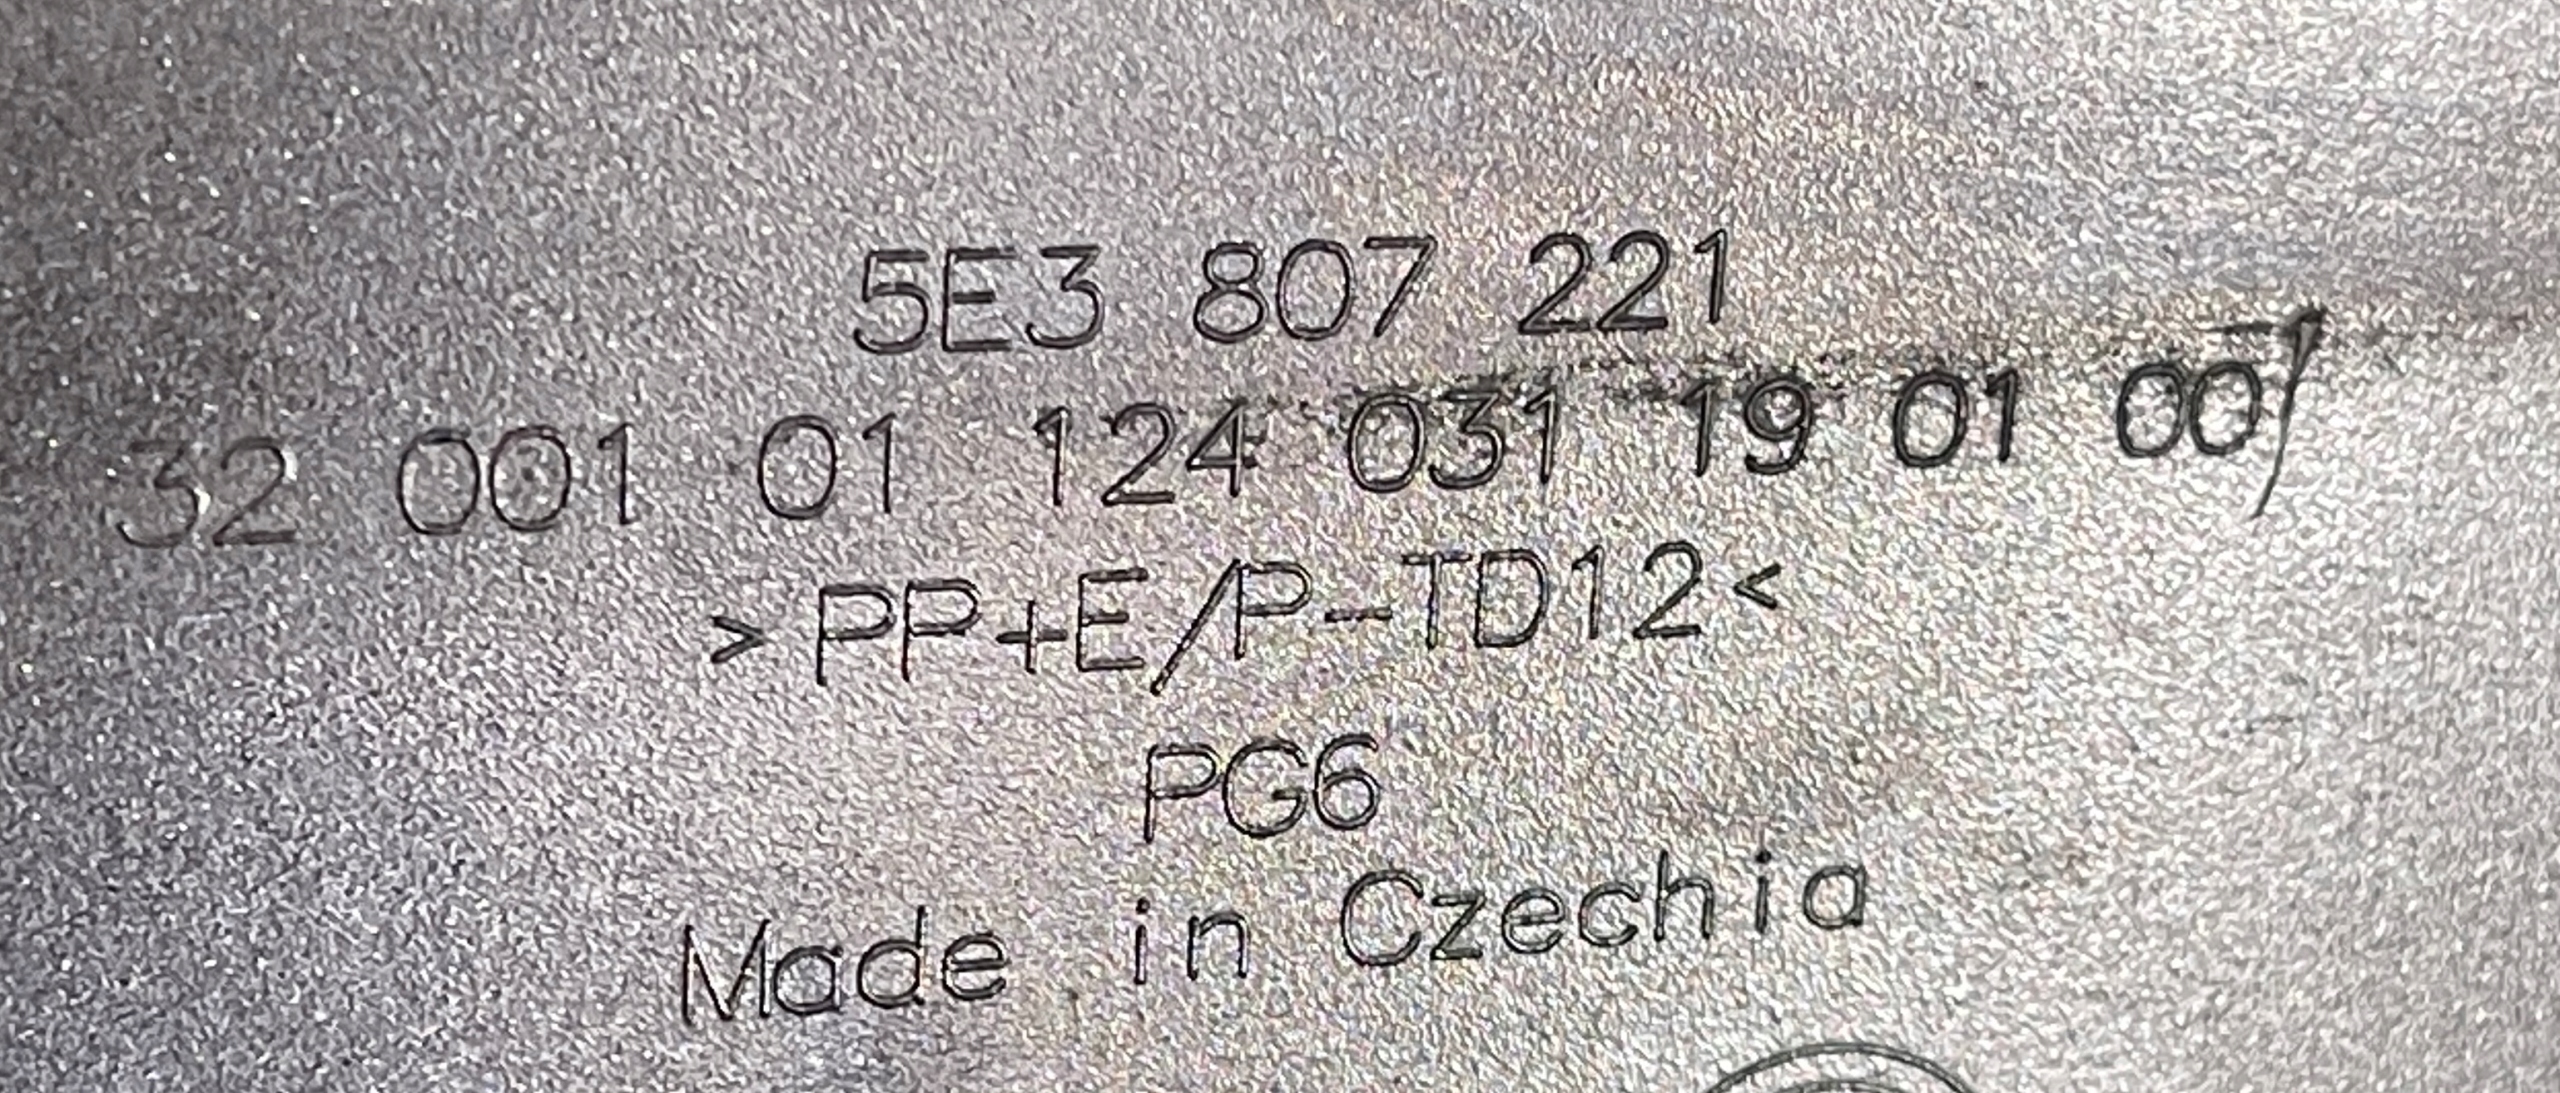 5E3 807 221
32 001 01 124 031 19 01 00
>PP+E/P-TD12<
PG6
Made in Czechia